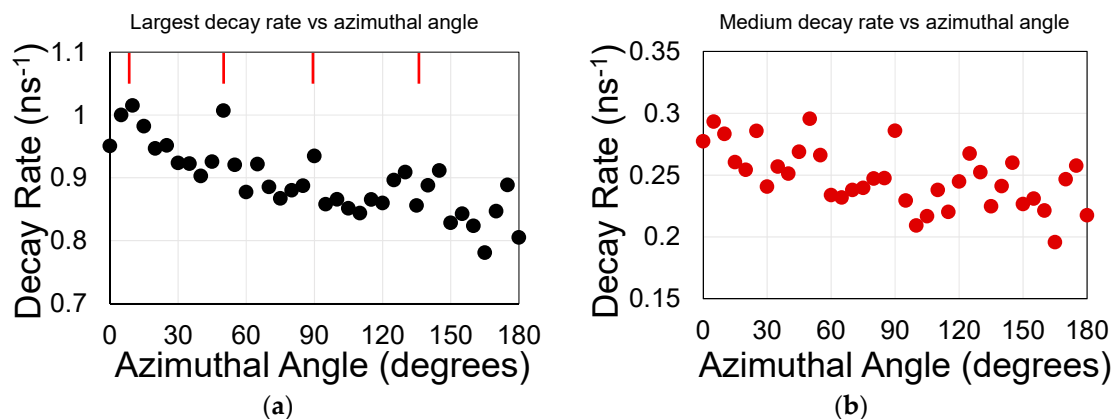 Largest decay rate vs azimuthal angle
1.1
1
0.9
0.8
0.7
Decay Rate (ns-1)
0 30 60 90 120 150 180
Azimuthal Angle (degrees)
(a)
Medium decay rate vs azimuthal angle
0.35
0.3
0.25
0.2
0.15
Decay Rate (ns-1)
0 30 60 90 120 150 180
Azimuthal Angle (degrees)
(b)